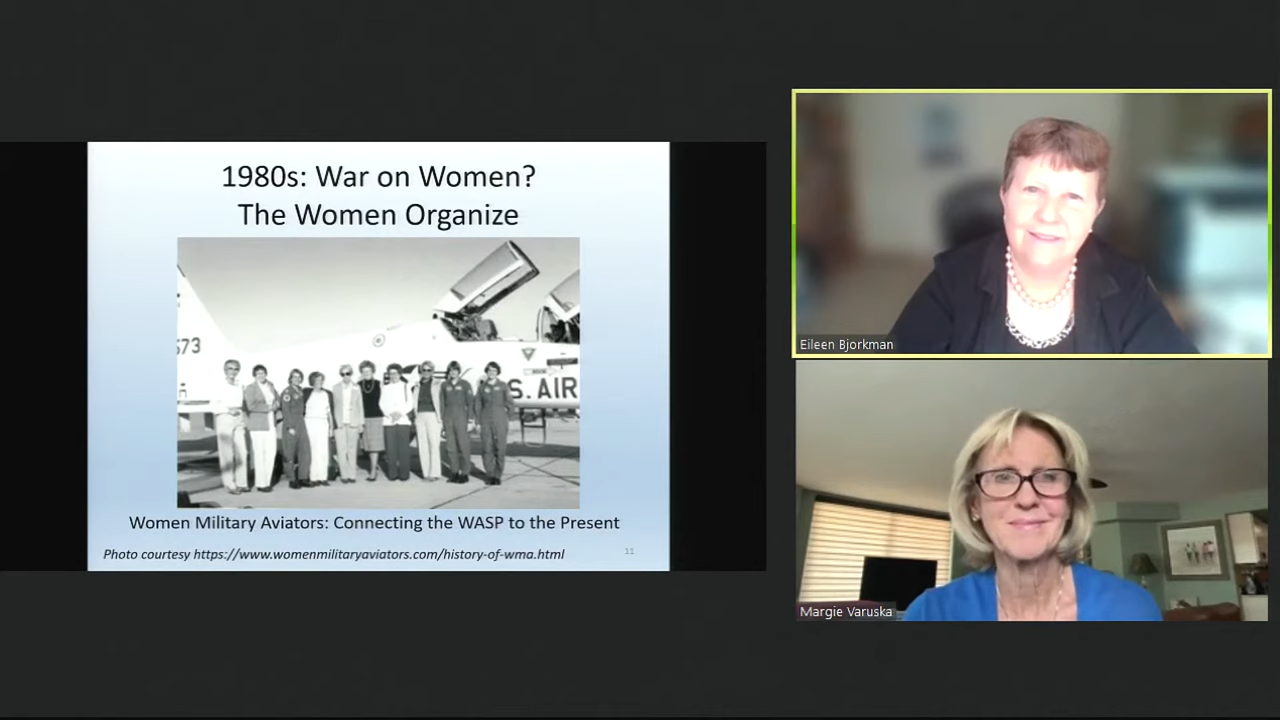 1980s: War on Women?
The Women Organize
573
S. AIR
Women Military Aviators: Connecting the WASP to the Present
Photo courtesy https://www.womenmilitaryaviators.com/history-of-wma.html
11
Eileen Bjorkman
Margie Varuska